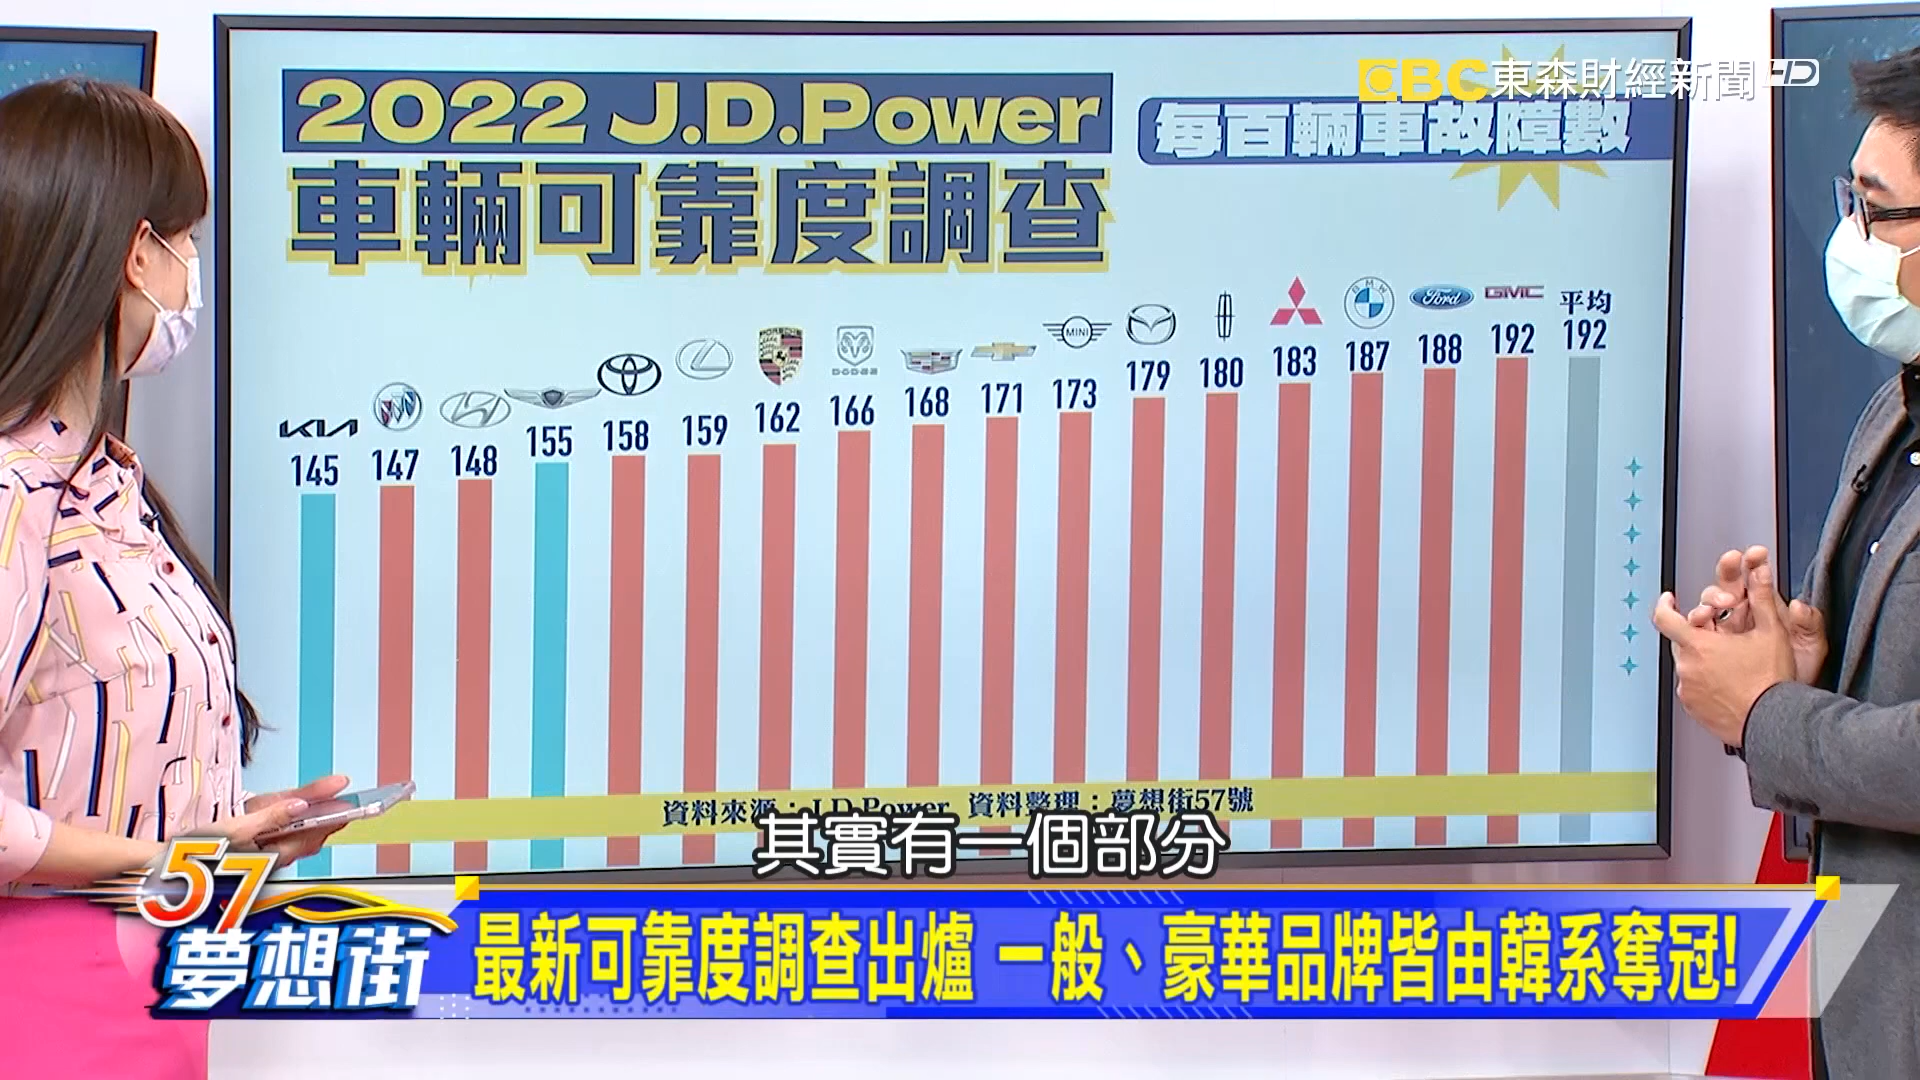 EBC東森財經新聞HD
2022 J.D.Power
車輛可靠度調查
每百輛車故障數
KIA
PORSCHE
DODGE
MINI
BMW
Ford
GMC
平均
145 147 148 155 158 159 162 166 168 171 173 179 180 183 187 188 192 192
資料來源：J.D.Power 資料整理：夢想街57號
其實有一個部分
57
夢想街
最新可靠度調查出爐 一般、豪華品牌皆由韓系奪冠!